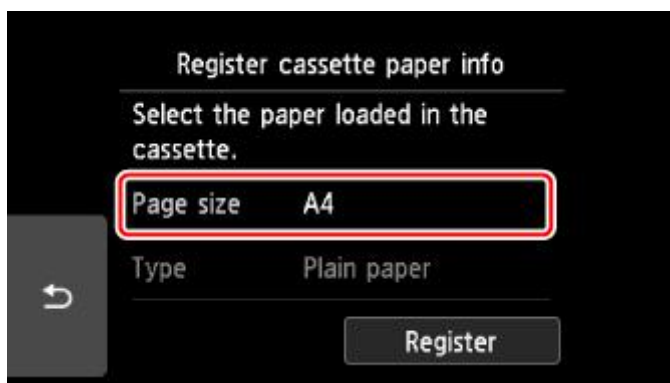 Register cassette paper info
Select the paper loaded in the
cassette.
Page size A4
Type Plain paper
Register